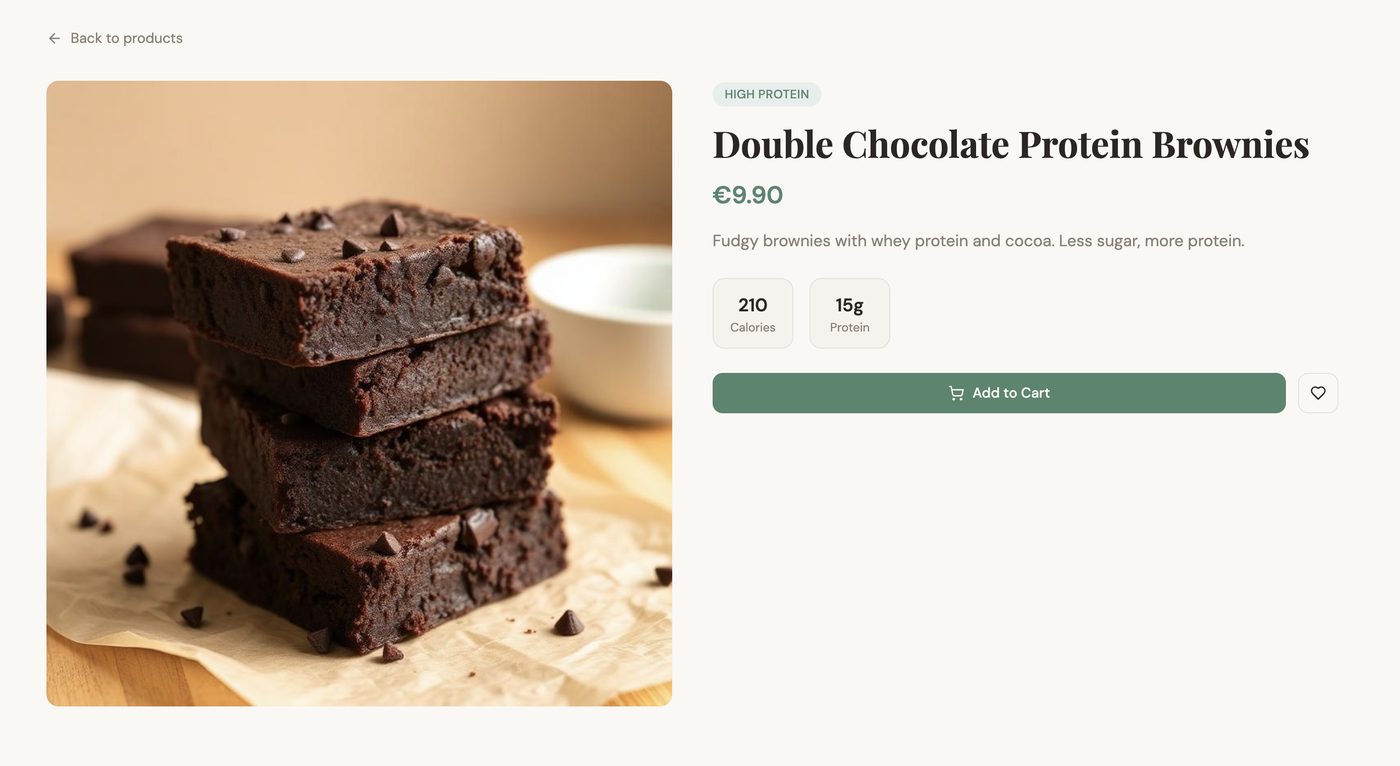 Back to products
HIGH PROTEIN
Double Chocolate Protein Brownies
€9.90
Fudgy brownies with whey protein and cocoa. Less sugar, more protein.
210
Calories
15g
Protein
Add to Cart